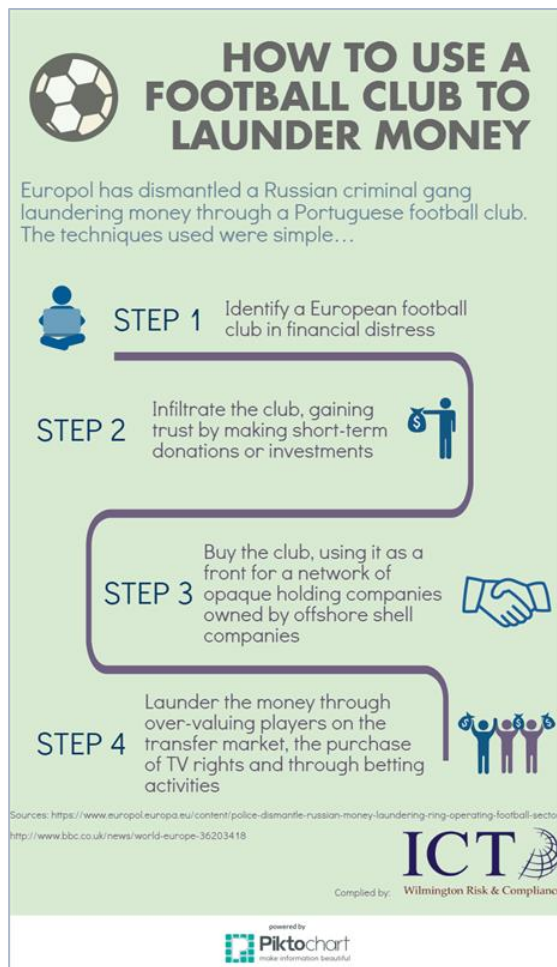 HOW TO USE A
FOOTBALL CLUB TO
LAUNDER MONEY
Europol has dismantled a Russian criminal gang
laundering money through a Portuguese football club.
The techniques used were simple...
STEP 1
Identify a European football
club in financial distress
STEP 2
Infiltrate the club, gaining
trust by making short-term
donations or investments
$
STEP 3
Buy the club, using it as a
front for a network of
opaque holding companies
owned by offshore shell
companies
STEP 4
Launder the money through
over-valuing players on the
transfer market, the purchase
of TV rights and through betting
activities
$ $ $
Sources: https://www.europol.europa.eu/content/police-dismantle-russian-money-laundering-ring-operating-football-secto
http://www.bbc.co.uk/news/world-europe-36203418
ICT
Complied by:
Wilmington Risk & Complianc
powered by
Piktochart
make information beautiful